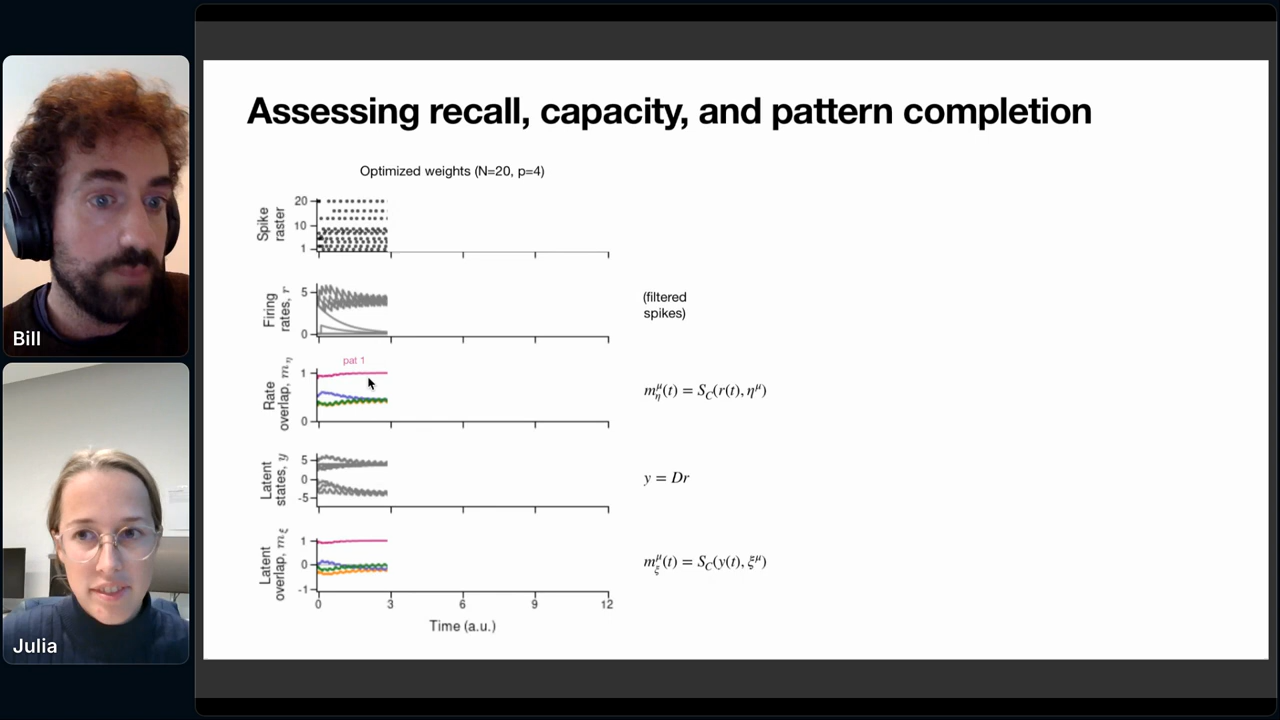 Assessing recall, capacity, and pattern completion
Optimized weights (N=20, p=4)
Spike
raster
20
10
1
Firing
rates, r
5
0
(filtered
spikes)
pat 1
Rate
overlap, m_η
1
0
m_η^μ(t) = S_C(r(t), η^μ)
Latent
states, y
5
0
-5
y = Dr
Latent
overlap, m_ξ
1
0
-1
m_ξ^μ(t) = S_C(y(t), ξ^μ)
0 3 6 9 12
Time (a.u.)
Bill
Julia